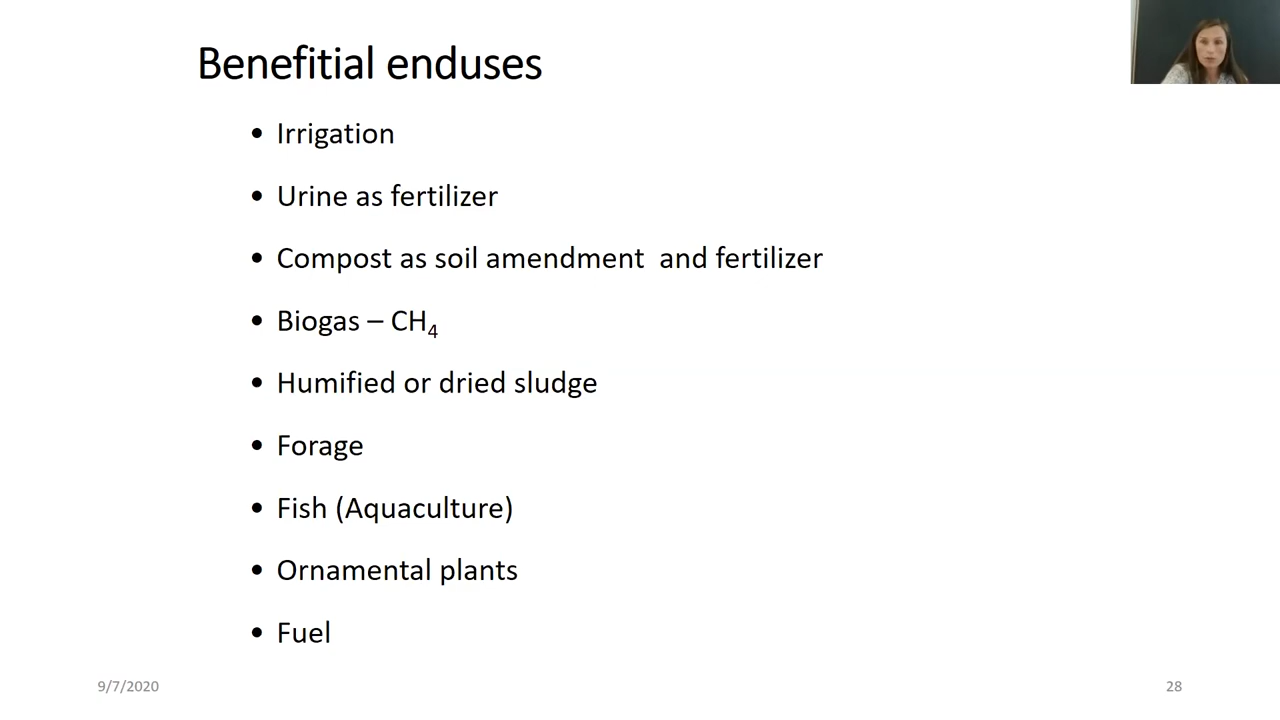 Benefitial enduses
• Irrigation
• Urine as fertilizer
• Compost as soil amendment  and fertilizer
• Biogas – CH₄
• Humified or dried sludge
• Forage
• Fish (Aquaculture)
• Ornamental plants
• Fuel
9/7/2020
28